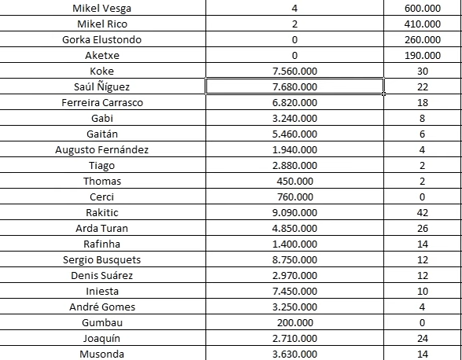 Mikel Vesga 4 600.000
Mikel Rico 2 410.000
Gorka Elustondo 0 260.000
Aketxe 0 190.000
Koke 7.560.000 30
Saúl Ñíguez 7.680.000 22
Ferreira Carrasco 6.820.000 18
Gabi 3.240.000 8
Gaitán 5.460.000 6
Augusto Fernández 1.940.000 4
Tiago 2.880.000 2
Thomas 450.000 2
Cerci 760.000 0
Rakitic 9.090.000 42
Arda Turan 4.850.000 26
Rafinha 1.400.000 14
Sergio Busquets 8.750.000 12
Denis Suárez 2.970.000 12
Iniesta 7.450.000 10
André Gomes 3.250.000 4
Gumbau 200.000 0
Joaquín 2.710.000 24
Musonda 3.630.000 14